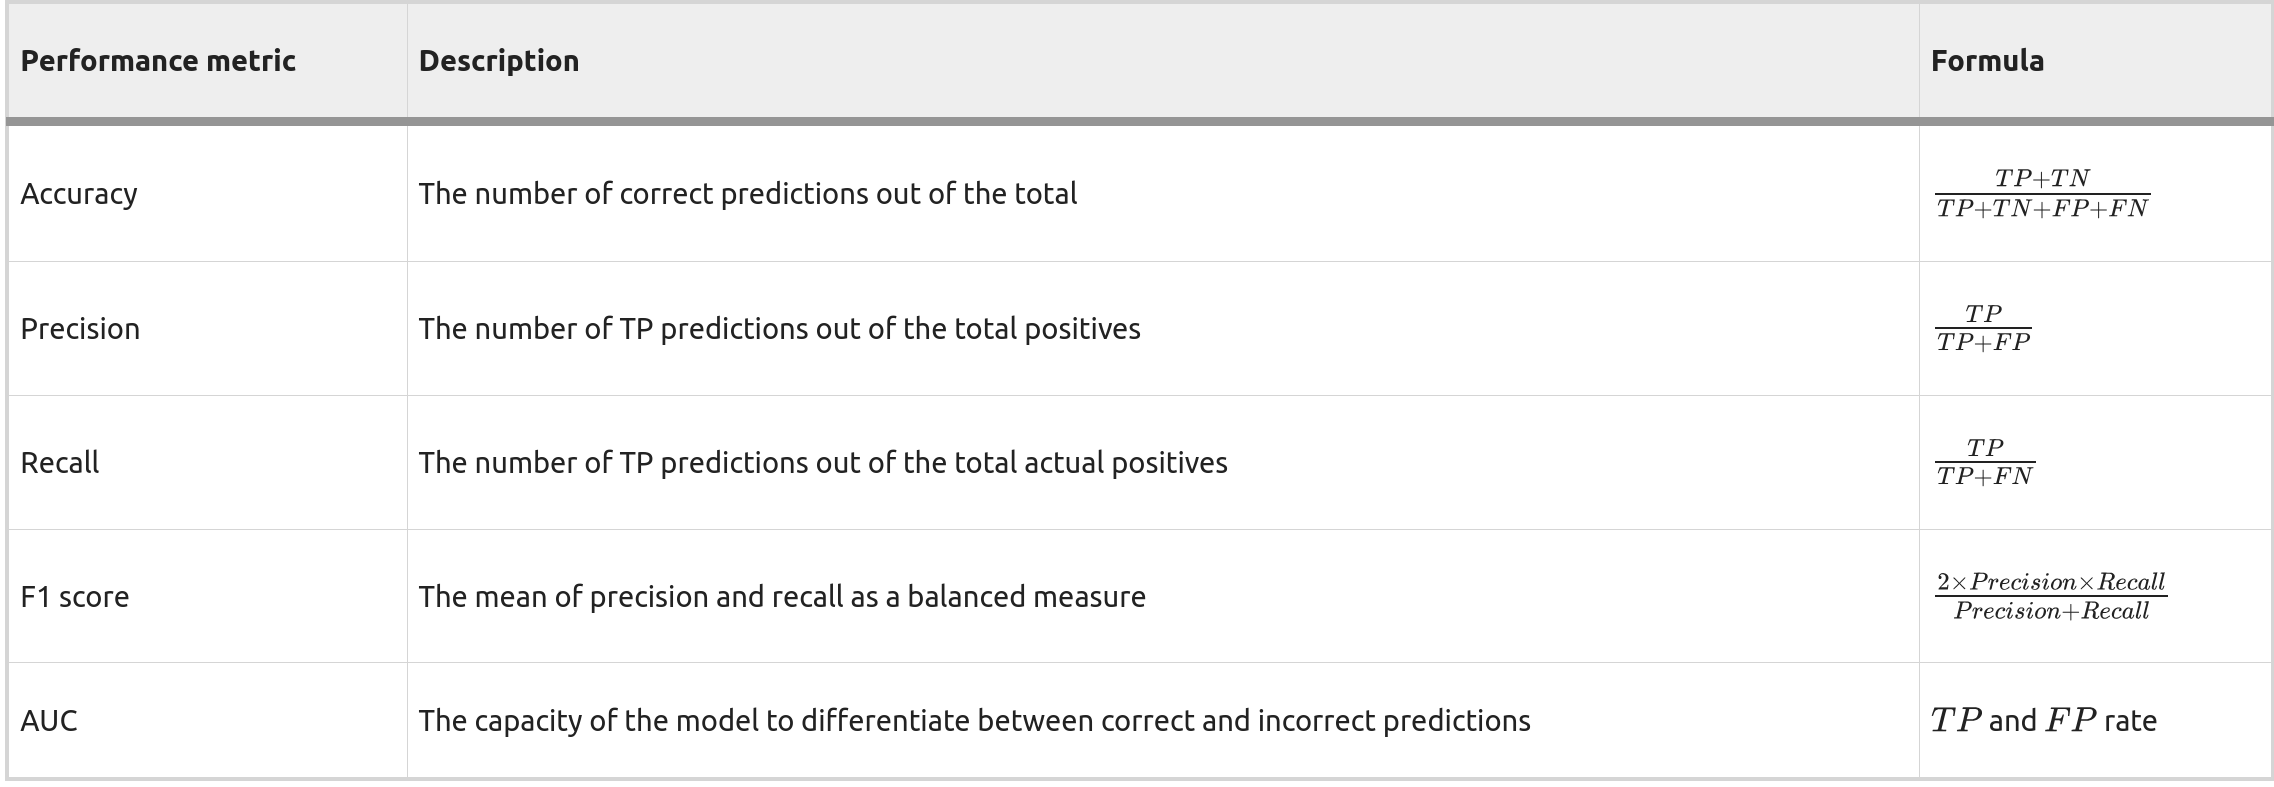 Performance metric Description Formula
Accuracy The number of correct predictions out of the total \frac{TP+TN}{TP+TN+FP+FN}
Precision The number of TP predictions out of the total positives \frac{TP}{TP+FP}
Recall The number of TP predictions out of the total actual positives \frac{TP}{TP+FN}
F1 score The mean of precision and recall as a balanced measure \frac{2×Precision×Recall}{Precision+Recall}
AUC The capacity of the model to differentiate between correct and incorrect predictions TP and FP rate